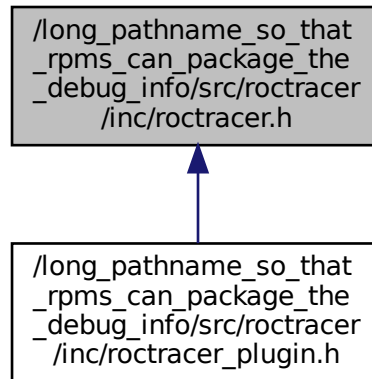 /long_pathname_so_that
_rpms_can_package_the
_debug_info/src/roctracer
/inc/roctracer.h
/long_pathname_so_that
_rpms_can_package_the
_debug_info/src/roctracer
/inc/roctracer_plugin.h